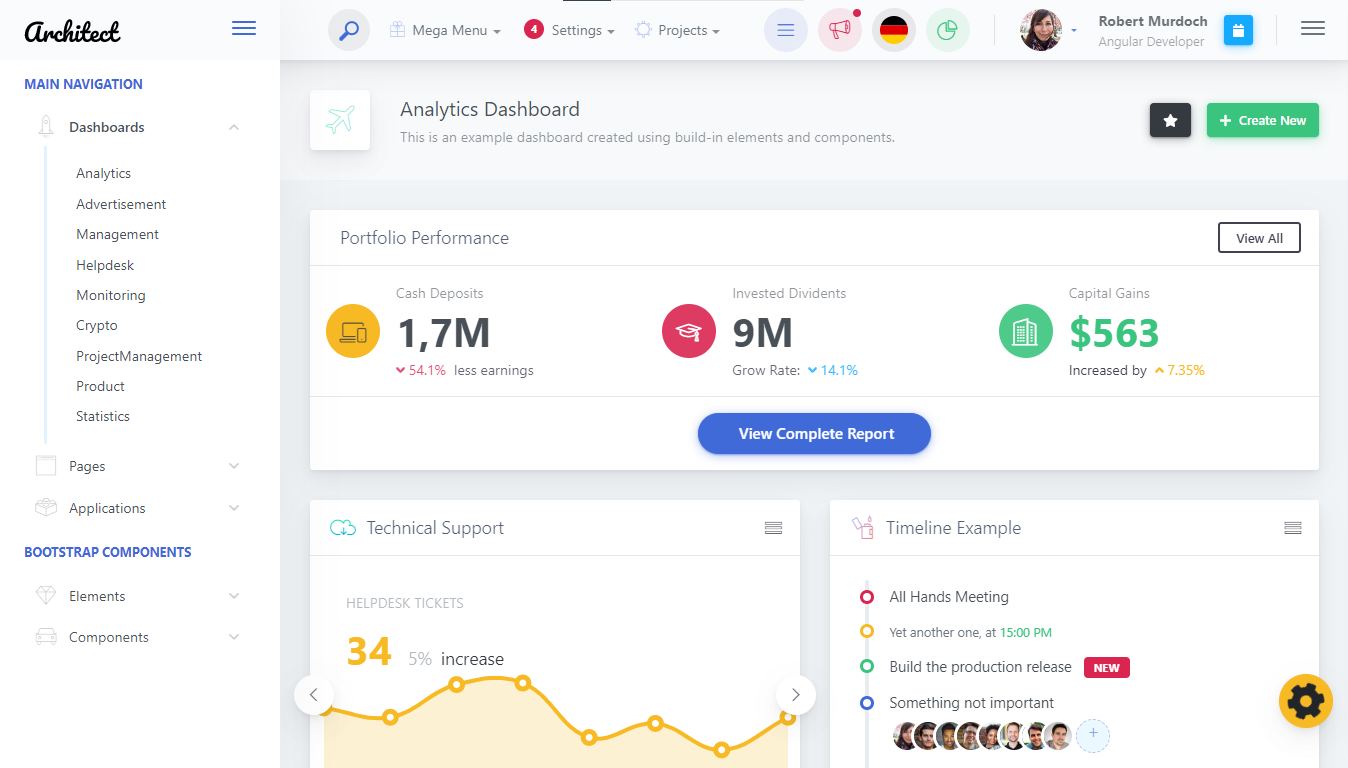 Architect
Mega Menu
4 Settings
Projects
Robert Murdoch
Angular Developer
MAIN NAVIGATION
Dashboards
Analytics
Advertisement
Management
Helpdesk
Monitoring
Crypto
ProjectManagement
Product
Statistics
Pages
Applications
BOOTSTRAP COMPONENTS
Elements
Components
Analytics Dashboard
This is an example dashboard created using build-in elements and components.
Create New
Portfolio Performance
View All
Cash Deposits
1,7M
54.1% less earnings
Invested Dividents
9M
Grow Rate: 14.1%
Capital Gains
$563
Increased by 7.35%
View Complete Report
Technical Support
HELPDESK TICKETS
34 5% increase
Timeline Example
All Hands Meeting
Yet another one, at 15:00 PM
Build the production release NEW
Something not important
+